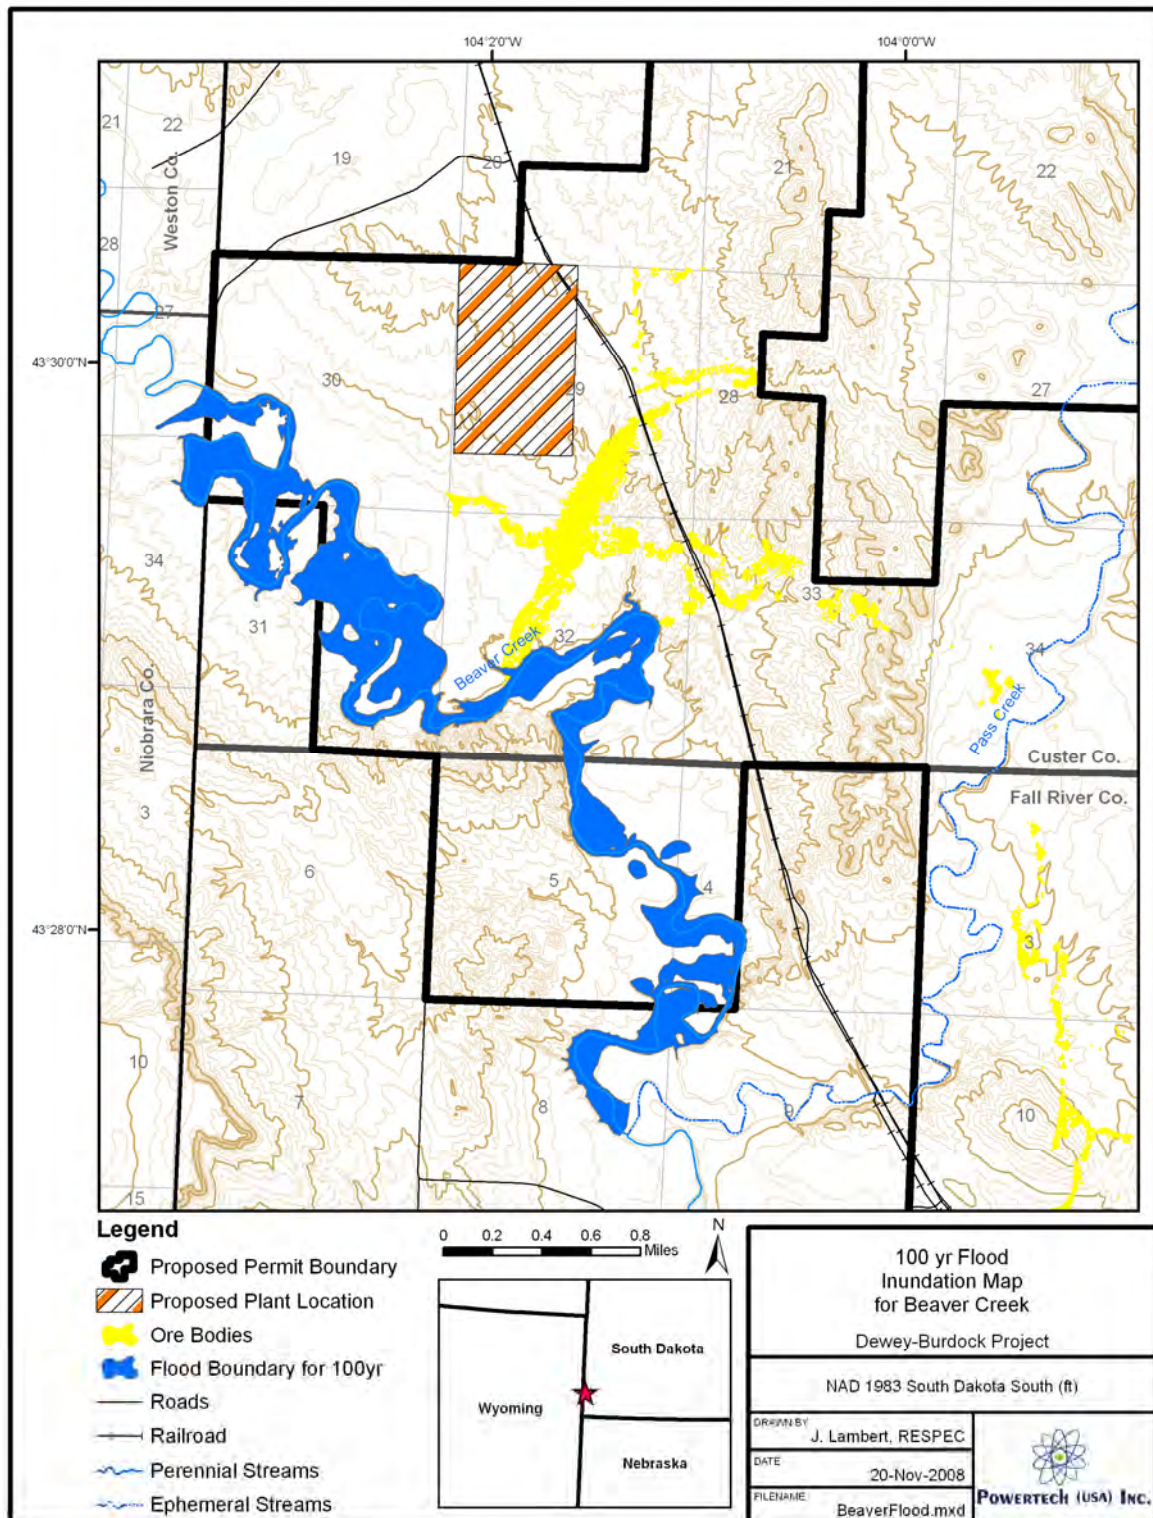 104°2'0"W
104°0'0"W
21
22
19
20
21
22
Weston Co.
28
27
43°30'0"N
30
29
28
27
34
31
32
33
34
Beaver Creek
Pass Creek
Niobrara Co.
Custer Co.
Fall River Co.
3
6
5
4
3
43°28'0"N
10
7
8
9
10
15
Legend
Proposed Permit Boundary
Proposed Plant Location
Ore Bodies
Flood Boundary for 100yr
Roads
Railroad
Perennial Streams
Ephemeral Streams
0 0.2 0.4 0.6 0.8
Miles
N
South Dakota
Wyoming
Nebraska
100 yr Flood
Inundation Map
for Beaver Creek
Dewey-Burdock Project
NAD 1983 South Dakota South (ft)
DRAWN BY
J. Lambert, RESPEC
DATE
20-Nov-2008
FILENAME
BeaverFlood.mxd
POWERTECH (USA) INC.